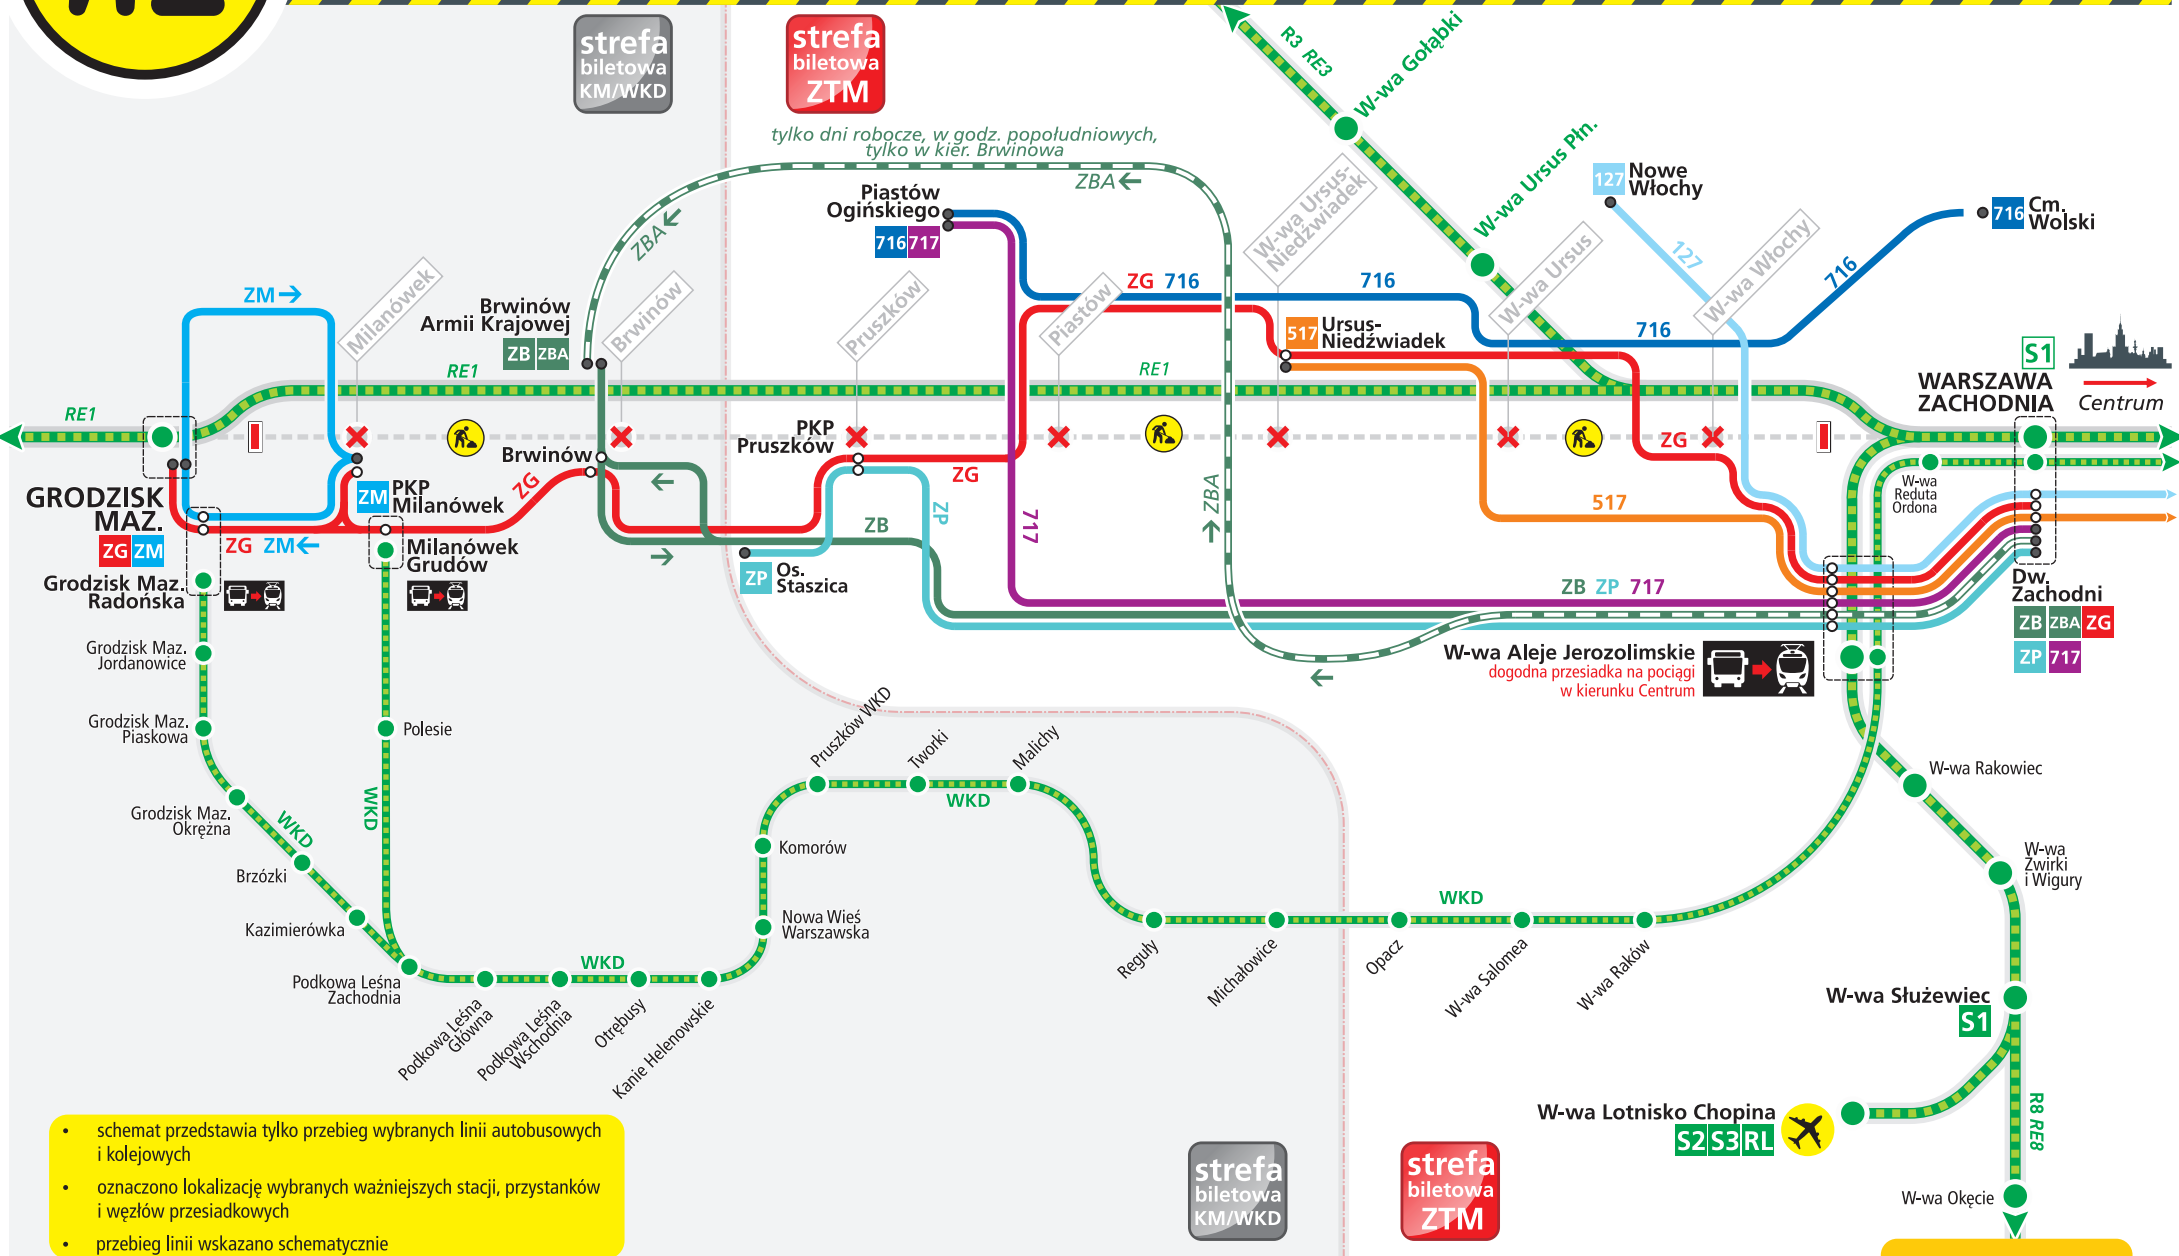 strefa
biletowa
KM/WKD
strefa
biletowa
ZTM
tylko dni robocze, w godz. popołudniowych,
tylko w kier. Brwinowa
ZBA
ZBA
R3 RE3
W-wa Gołąbki
W-wa Ursus Płn.
127
Nowe
Włochy
716
Cm.
Wolski
Piastów
Ogińskiego
716
717
W-wa Ursus-
Niedźwiadek
W-wa Ursus
W-wa Włochy
127
716
ZM
Milanówek
Brwinów
Armii Krajowej
ZB
ZBA
Brwinów
Pruszków
Piastów
ZG 716
716
517
Ursus-
Niedźwiadek
716
S1
WARSZAWA
ZACHODNIA
Centrum
RE1
RE1
RE1
GRODZISK
MAZ.
ZG
ZM
ZG ZM
ZM
PKP
Milanówek
ZG
Brwinów
PKP
Pruszków
ZG
ZG
517
W-wa
Reduta
Ordona
Milanówek
Grudów
Grodzisk Maz.
Radońska
ZB
ZP
Os.
Staszica
ZP
717
ZBA
ZB ZP 717
Dw.
Zachodni
ZB
ZBA
ZG
ZP
717
W-wa Aleje Jerozolimskie
dogodna przesiadka na pociągi
w kierunku Centrum
Grodzisk Maz.
Jordanowice
Grodzisk Maz.
Piaskowa
Polesie
Grodzisk Maz.
Okrężna
WKD
WKD
Brzózki
Kazimierówka
Podkowa Leśna
Zachodnia
Podkowa Leśna
Główna
Podkowa Leśna
Wschodnia
WKD
Otrębusy
Kanie Helenowskie
Nowa Wieś
Warszawska
Komorów
Pruszków WKD
Tworki
WKD
Malichy
Reguły
Michałowice
Opacz
WKD
W-wa Salomea
W-wa Raków
W-wa Rakowiec
W-wa
Żwirki
i Wigury
W-wa Służewiec
S1
W-wa Lotnisko Chopina
S2
S3
RL
R8 RE8
W-wa Okęcie
strefa
biletowa
KM/WKD
strefa
biletowa
ZTM
• schemat przedstawia tylko przebieg wybranych linii autobusowych
i kolejowych
• oznaczono lokalizację wybranych ważniejszych stacji, przystanków
i węzłów przesiadkowych
• przebieg linii wskazano schematycznie